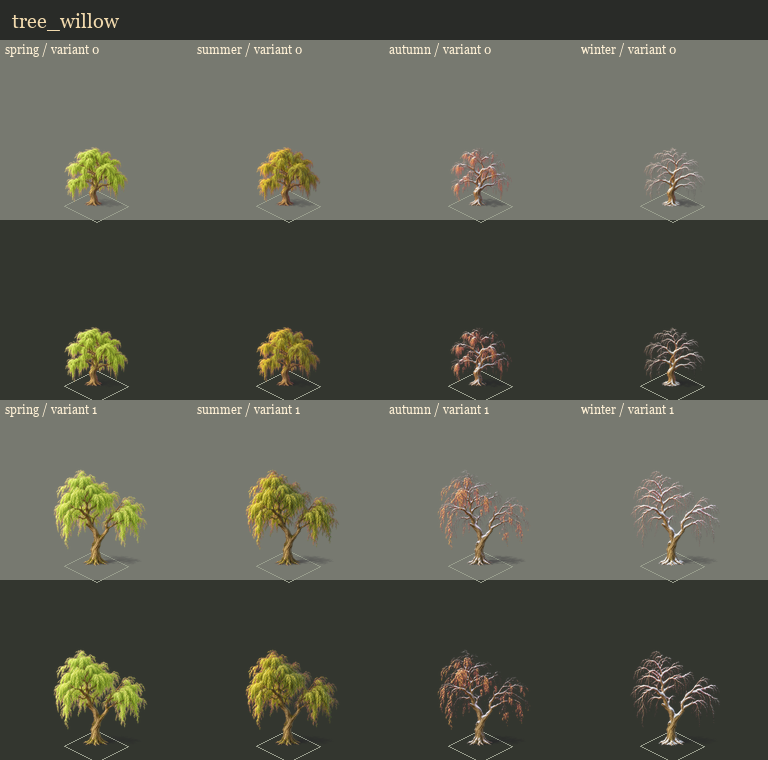 tree_willow
spring / variant 0
summer / variant 0
autumn / variant 0
winter / variant 0
spring / variant 1
summer / variant 1
autumn / variant 1
winter / variant 1